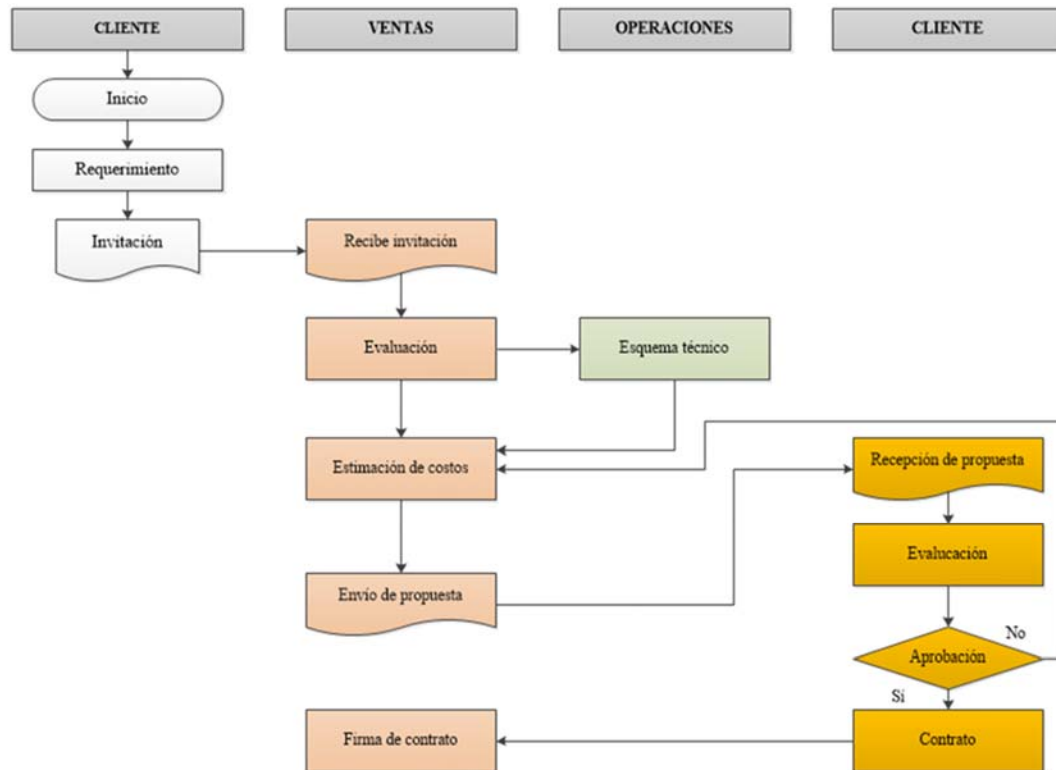 CLIENTE
VENTAS
OPERACIONES
CLIENTE
Inicio
Requerimiento
Invitación
Recibe invitación
Evaluación
Esquema técnico
Estimación de costos
Recepción de propuesta
Evalucación
Envío de propuesta
Aprobación
No
Si
Firma de contrato
Contrato